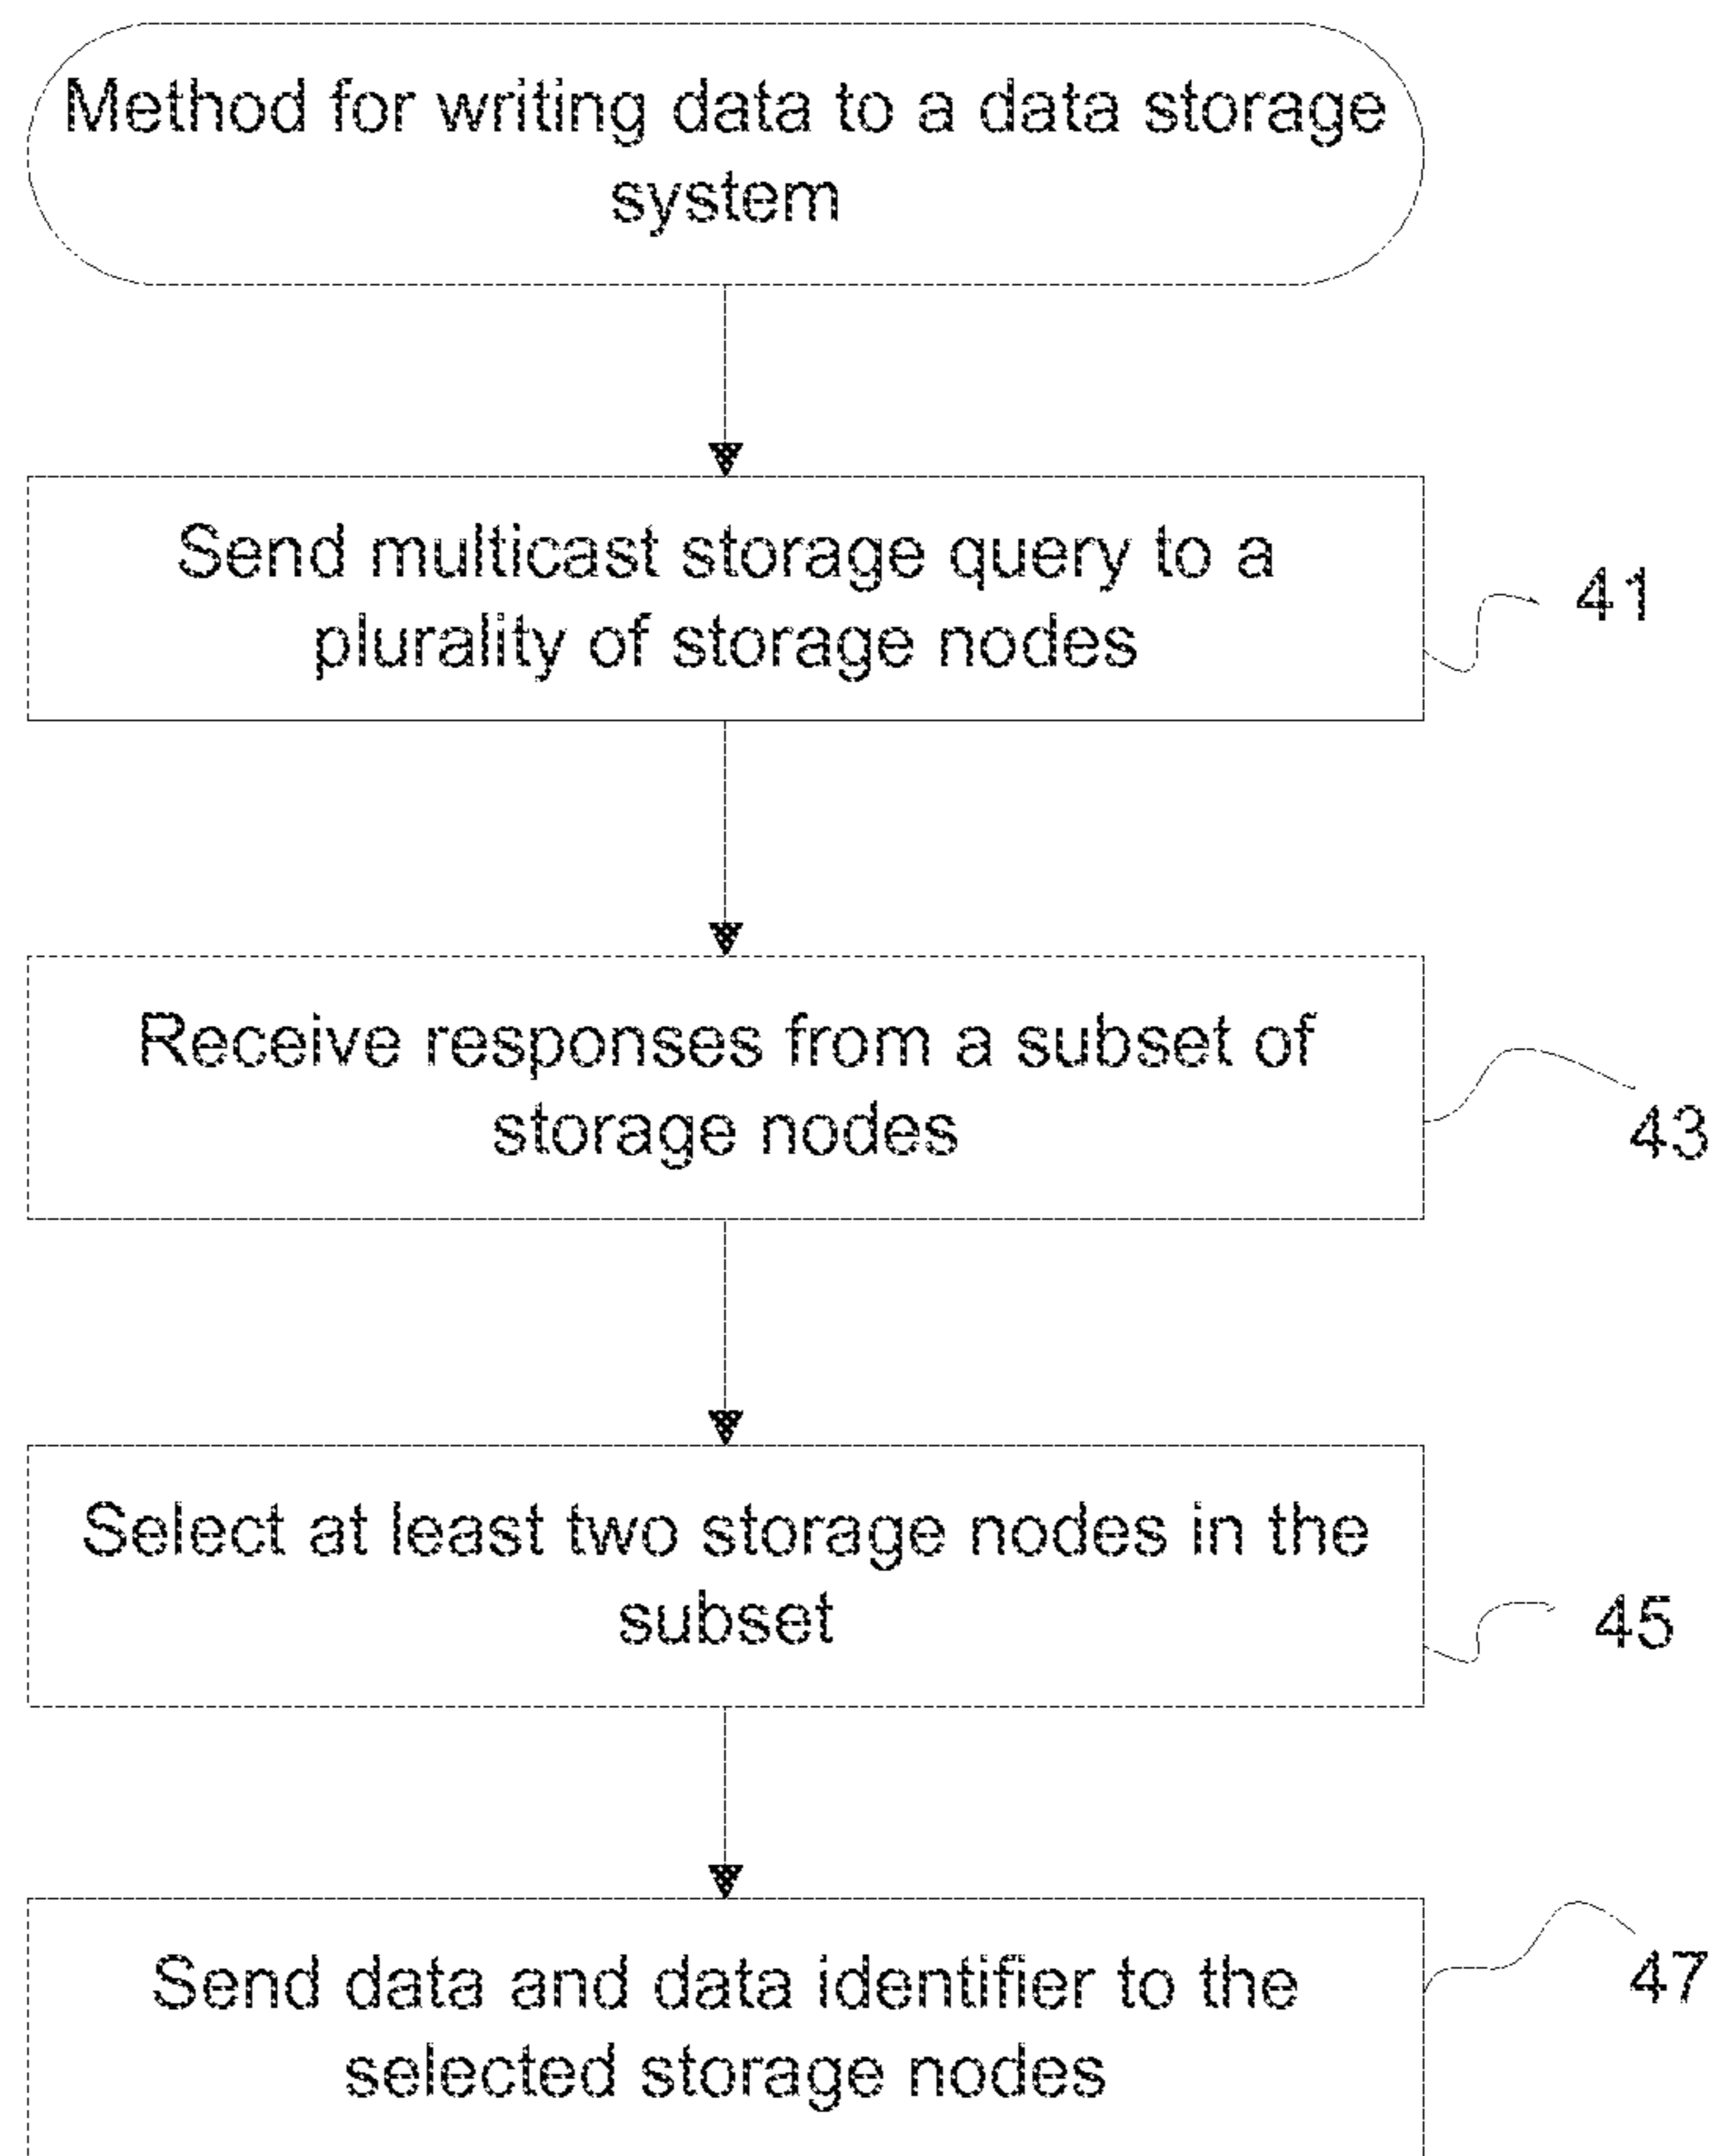 Method for writing data to a data storage
system
Send multicast storage query to a
plurality of storage nodes
41
Receive responses from a subset of
storage nodes
43
Select at least two storage nodes in the
subset
45
Send data and data identifier to the
selected storage nodes
47